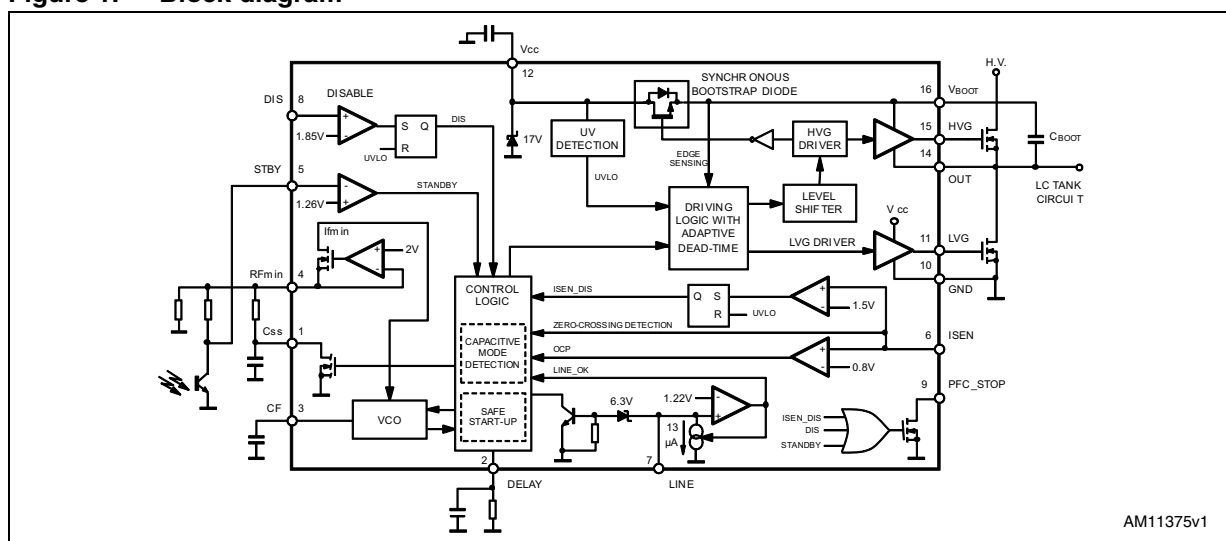 Figure 1. Block diagram
Vcc
12
H.V.
SYNCHRONOUS
BOOTSTRAP DIODE
16 VBOOT
DIS 8 DISABLE
+
1.85V -
S Q
R
UVLO
DIS
17V
UV
DETECTION
UVLO
EDGE
SENSING
HVG
DRIVER
15 HVG
CBOOT
14
OUT
LC TANK
CIRCUIT
STBY 5
-
1.26V +
STANDBY
DRIVING
LOGIC WITH
ADAPTIVE
DEAD-TIME
LEVEL
SHIFTER
Vcc
LVG DRIVER
11 LVG
10
GND
Ifmin
+ 2V
-
RFmin 4
CONTROL
LOGIC
ISEN_DIS
Q S
R
UVLO
+
1.5V
-
Css 1
CAPACITIVE
MODE
DETECTION
ZERO-CROSSING DETECTION
OCP
+
0.8V
-
6 ISEN
LINE_OK
9 PFC_STOP
CF 3
VCO
SAFE
START-UP
6.3V
1.22V -
+
13
µA
ISEN_DIS
DIS
STANDBY
2
DELAY
7
LINE
AM11375v1